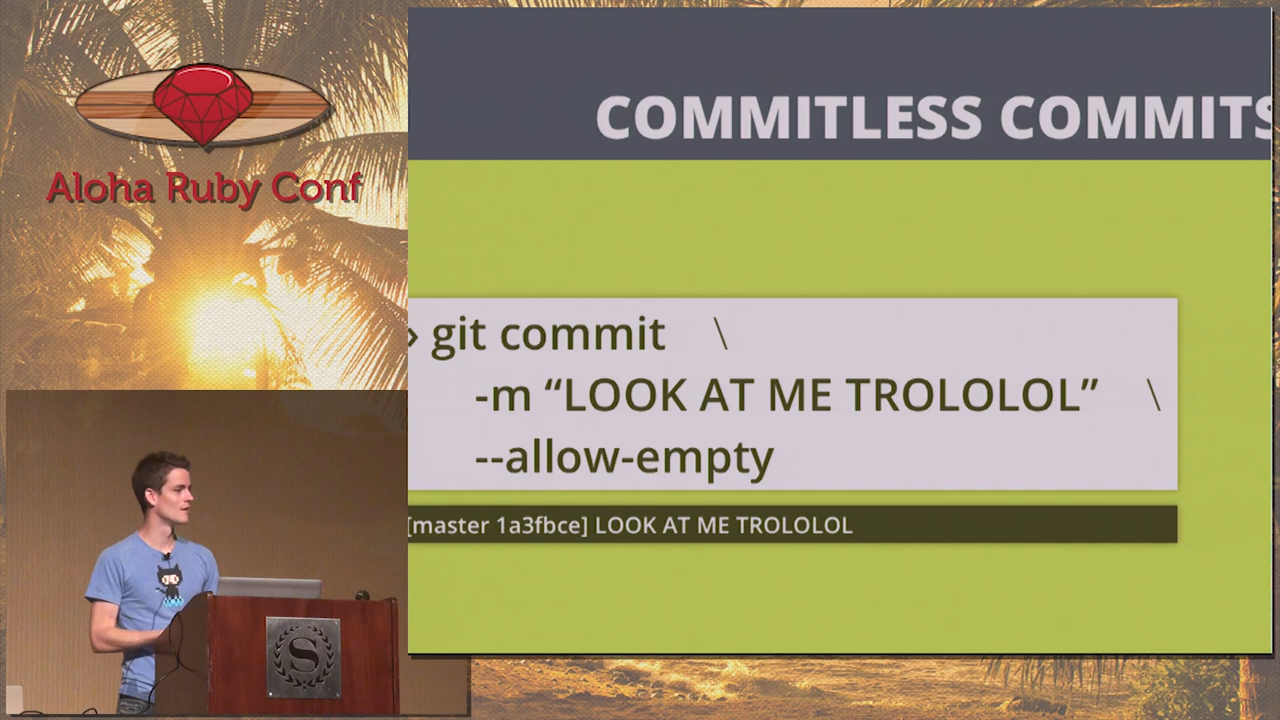 Aloha Ruby Conf
COMMITLESS COMMITS
› git commit \
-m “LOOK AT ME TROLOLOL” \
--allow-empty
[master 1a3fbce] LOOK AT ME TROLOLOL
S